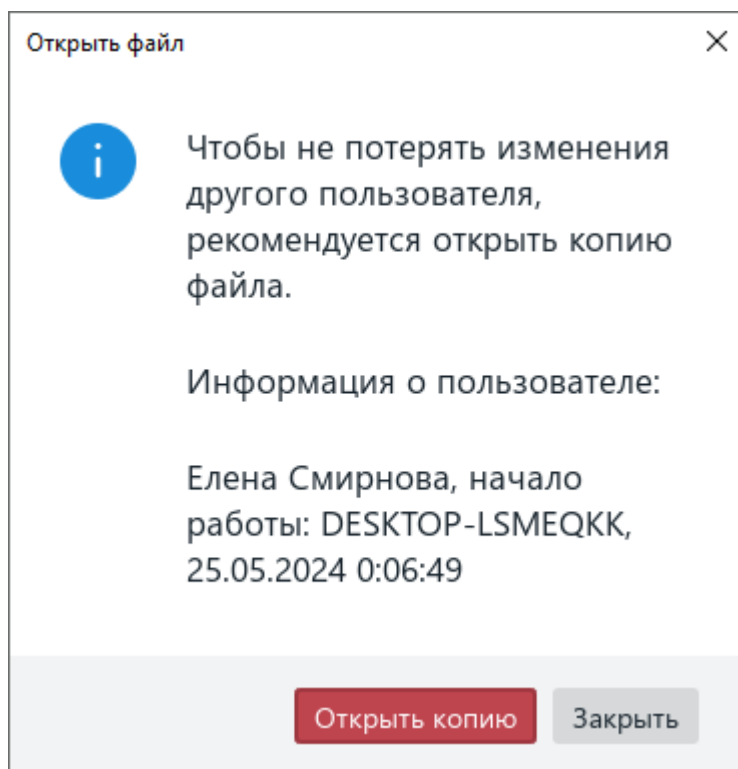 Открыть файл
Чтобы не потерять изменения
другого пользователя,
рекомендуется открыть копию
файла.
Информация о пользователе:
Елена Смирнова, начало
работы: DESKTOP-LSMEQKK,
25.05.2024 0:06:49
Открыть копию Закрыть